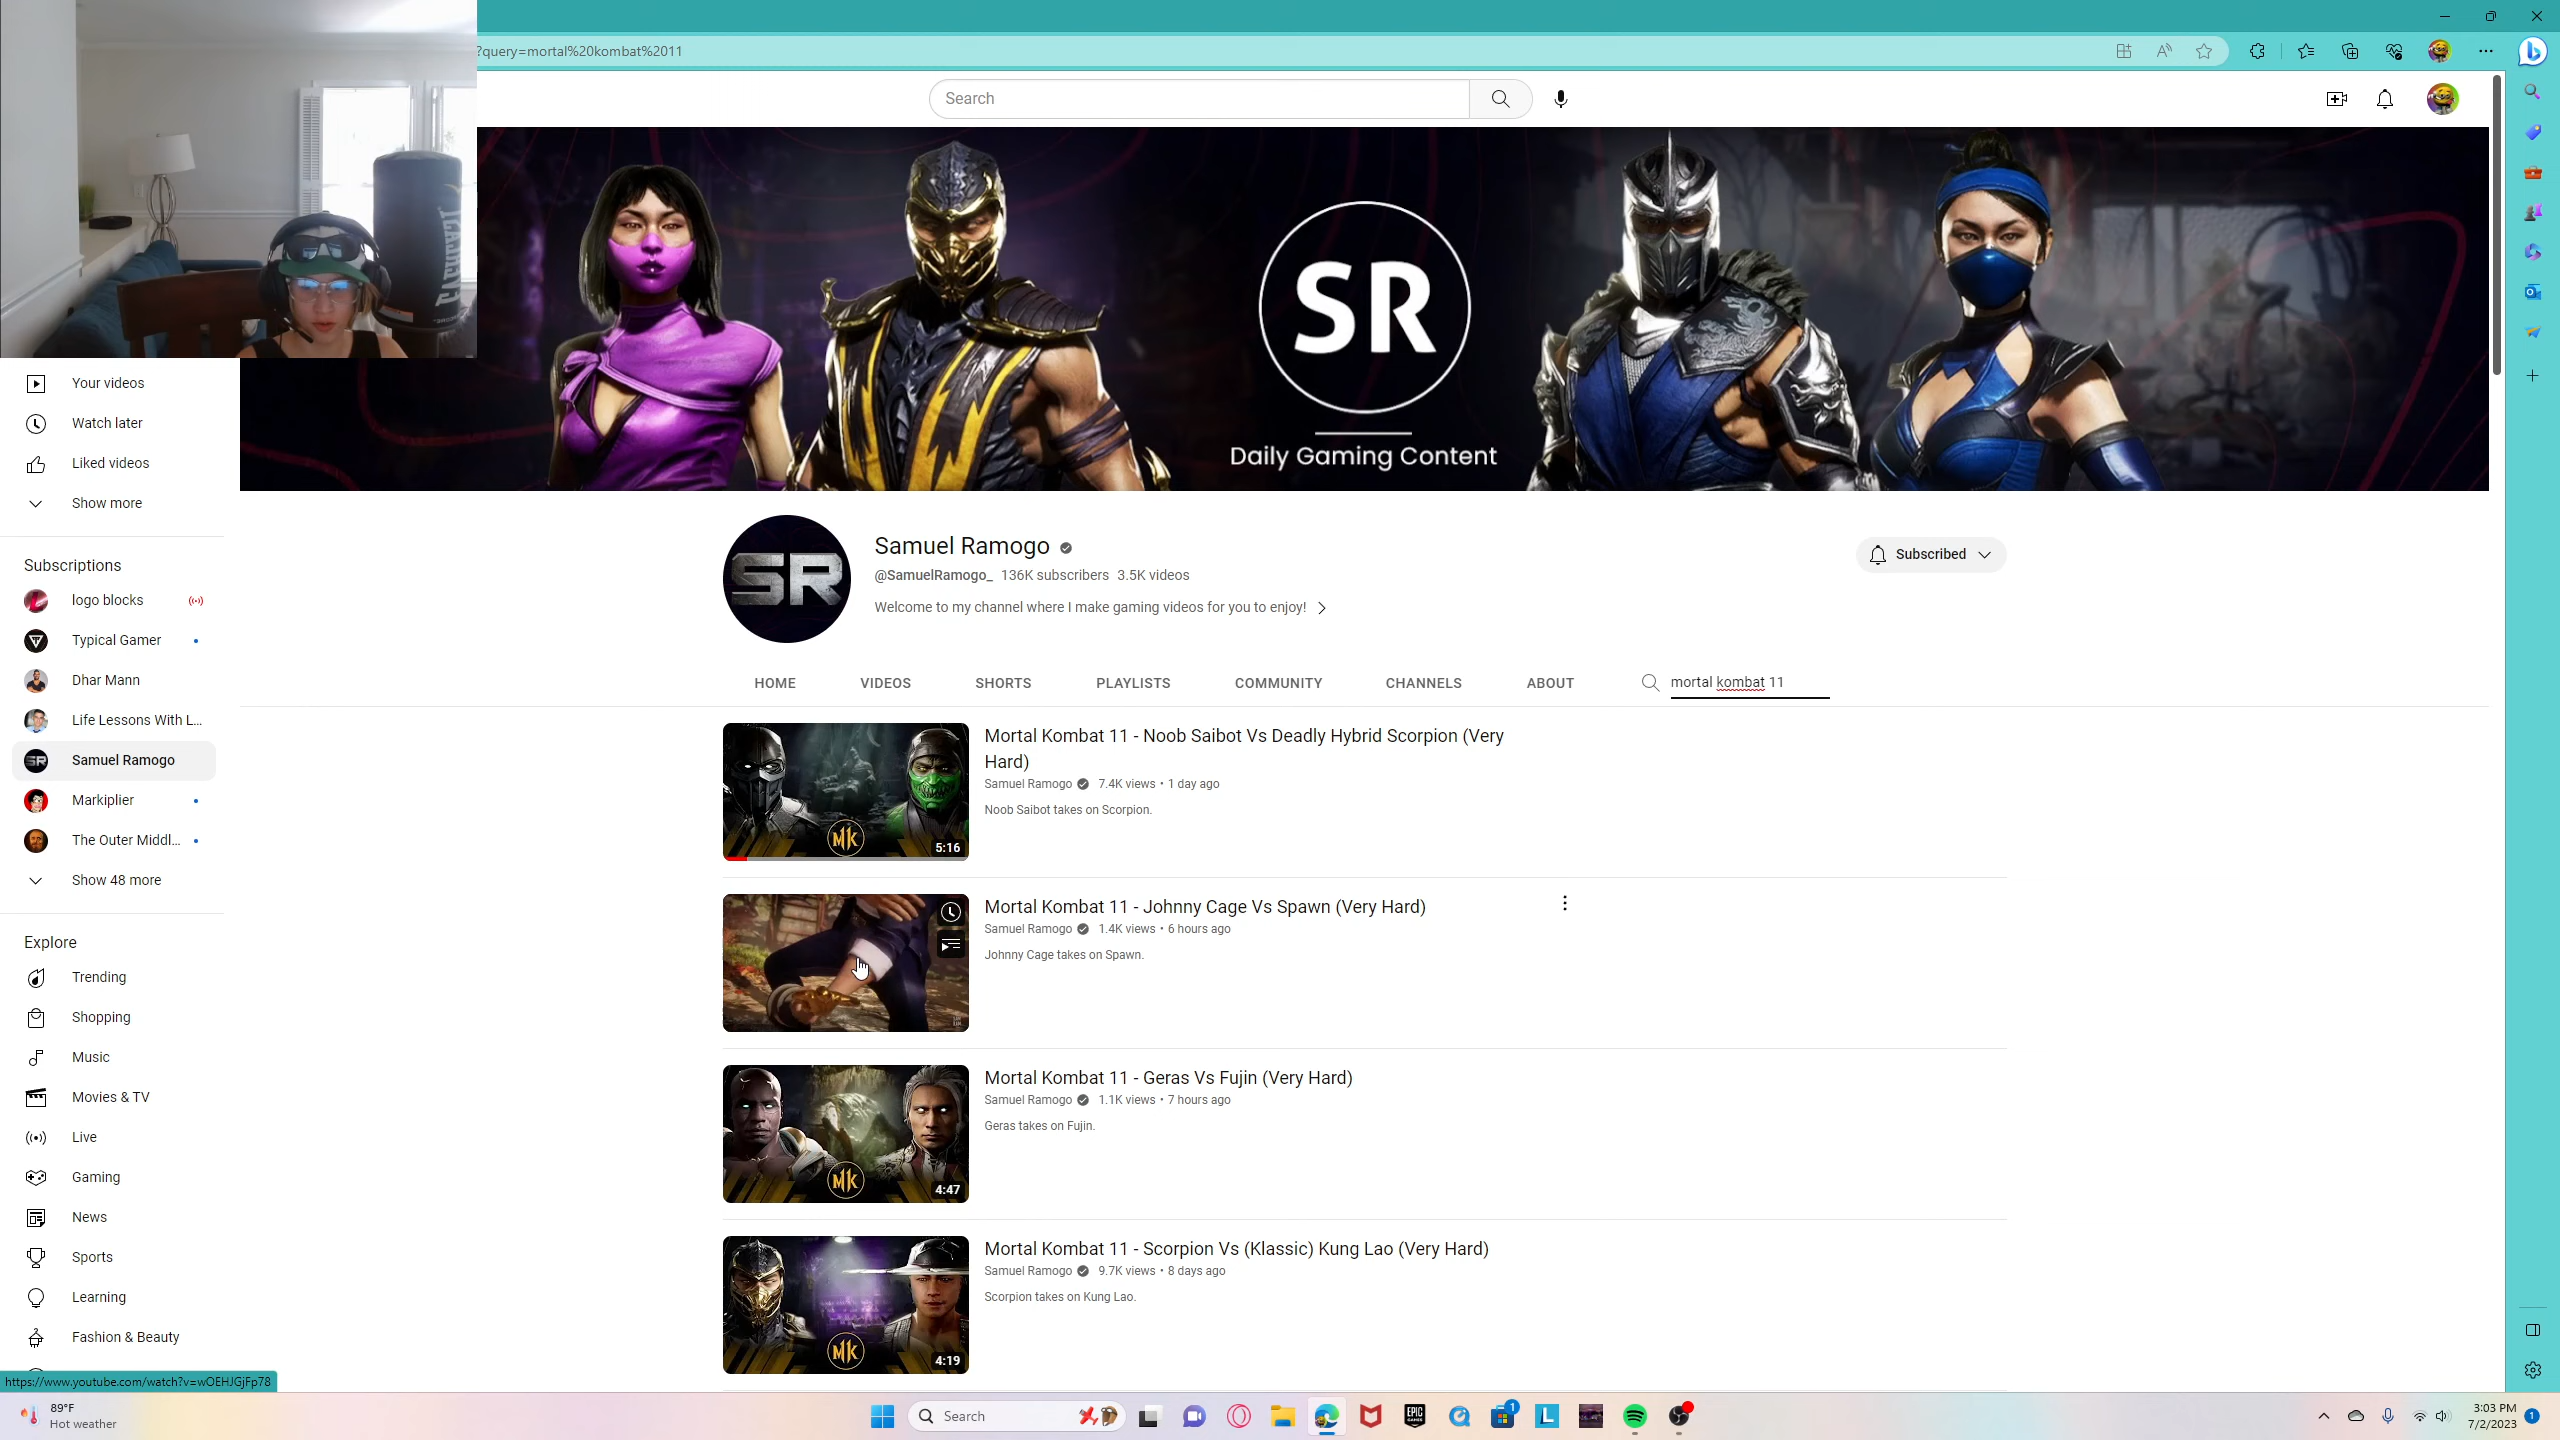 ?query=mortal%20kombat%2011
Search
SR
Daily Gaming Content
Your videos
Watch later
Liked videos
Show more
Subscriptions
logo blocks
Typical Gamer
Dhar Mann
Life Lessons With L...
Samuel Ramogo
Markiplier
The Outer Middl...
Show 48 more
Explore
Trending
Shopping
Music
Movies & TV
Live
Gaming
News
Sports
Learning
Fashion & Beauty
https://www.youtube.com/watch?v=wOEHJGjFp78
SR
Samuel Ramogo
@SamuelRamogo_ 136K subscribers 3.5K videos
Welcome to my channel where I make gaming videos for you to enjoy!
Subscribed
HOME VIDEOS SHORTS PLAYLISTS COMMUNITY CHANNELS ABOUT mortal kombat 11
5:16
Mortal Kombat 11 - Noob Saibot Vs Deadly Hybrid Scorpion (Very
Hard)
Samuel Ramogo 7.4K views • 1 day ago
Noob Saibot takes on Scorpion.
Mortal Kombat 11 - Johnny Cage Vs Spawn (Very Hard)
Samuel Ramogo 1.4K views • 6 hours ago
Johnny Cage takes on Spawn.
4:47
Mortal Kombat 11 - Geras Vs Fujin (Very Hard)
Samuel Ramogo 1.1K views • 7 hours ago
Geras takes on Fujin.
4:19
Mortal Kombat 11 - Scorpion Vs (Klassic) Kung Lao (Very Hard)
Samuel Ramogo 9.7K views • 8 days ago
Scorpion takes on Kung Lao.
89°F
Hot weather
Search
3:03 PM
7/2/2023